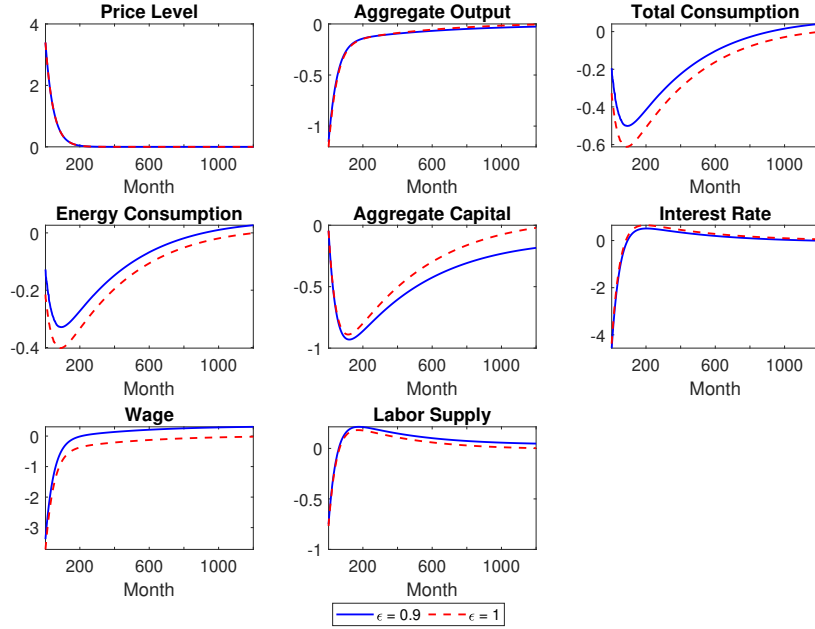 Price Level
Aggregate Output
Total Consumption
4
2
0
200 600 1000
Month
0
-0.5
-1
200 600 1000
Month
0
-0.2
-0.4
-0.6
200 600 1000
Month
Energy Consumption
Aggregate Capital
Interest Rate
0
-0.2
-0.4
200 600 1000
Month
0
-0.5
-1
200 600 1000
Month
0
-2
-4
200 600 1000
Month
Wage
Labor Supply
0
-1
-2
-3
200 600 1000
Month
0
-0.5
-1
200 600 1000
Month
ϵ = 0.9 ϵ = 1